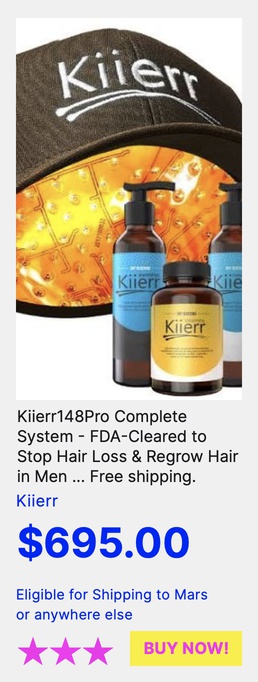 Kiierr
Kiierr
Kiie
Kiierr
Kiierr148Pro Complete
System - FDA-Cleared to
Stop Hair Loss & Regrow Hair
in Men ... Free shipping.
Kiierr
$695.00
Eligible for Shipping to Mars
or anywhere else
BUY NOW!